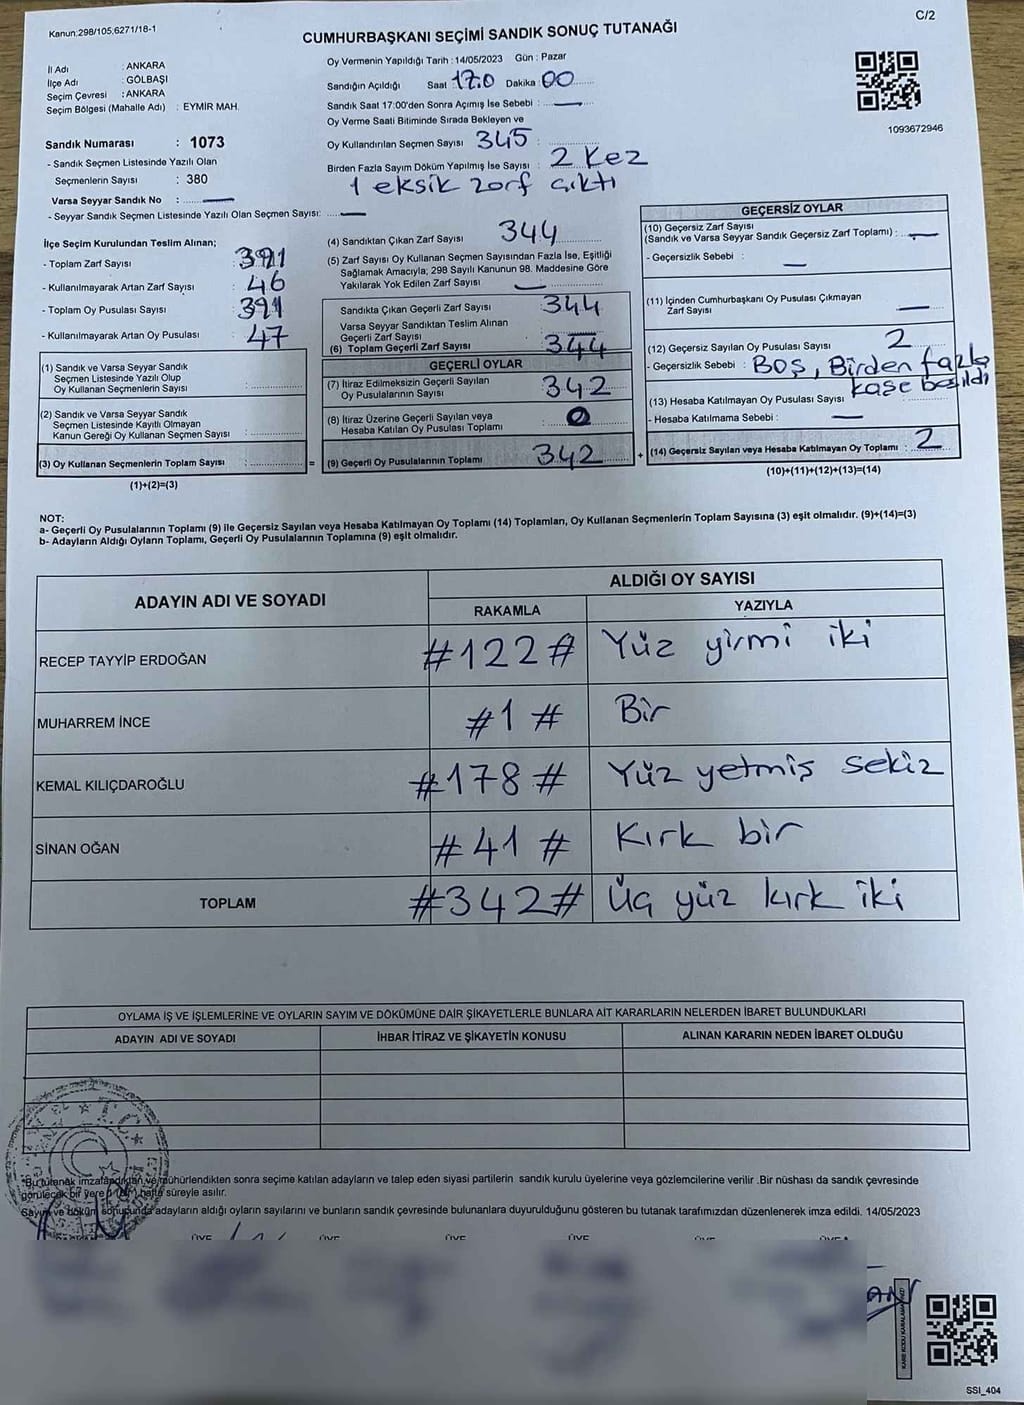 Kanun:298/105,6271/18-1
C/2
CUMHURBAŞKANI SEÇİMİ SANDIK SONUÇ TUTANAĞI
İl Adı : ANKARA
İlçe Adı : GÖLBAŞI
Seçim Çevresi : ANKARA
Seçim Bölgesi (Mahalle Adı) : EYMİR MAH.
Sandık Numarası : 1073
- Sandık Seçmen Listesinde Yazılı Olan
Seçmenlerin Sayısı : 380
Varsa Seyyar Sandık No :
- Seyyar Sandık Seçmen Listesinde Yazılı Olan Seçmen Sayısı:
Oy Vermenin Yapıldığı Tarih : 14/05/2023 Gün : Pazar
Sandığın Açıldığı Saat 17:0 Dakika : 00
Sandık Saat 17:00'den Sonra Açılmış İse Sebebi :
Oy Verme Saati Bitiminde Sırada Bekleyen ve
Oy Kullandırılan Seçmen Sayısı 345
Birden Fazla Sayım Döküm Yapılmış İse Sayısı : 2 Kez
1 eksik zarf çıktı
1093672946
İlçe Seçim Kurulundan Teslim Alınan;
- Toplam Zarf Sayısı : 391
- Kullanılmayarak Artan Zarf Sayısı : 46
- Toplam Oy Pusulası Sayısı : 391
- Kullanılmayarak Artan Oy Pusulası : 47
(1) Sandık ve Varsa Seyyar Sandık
Seçmen Listesinde Yazılı Olup
Oy Kullanan Seçmenlerin Sayısı :
(2) Sandık ve Varsa Seyyar Sandık
Seçmen Listesinde Kayıtlı Olmayan
Kanun Gereği Oy Kullanan Seçmen Sayısı :
(3) Oy Kullanan Seçmenlerin Toplam Sayısı :
(1)+(2)=(3)
(4) Sandıktan Çıkan Zarf Sayısı 344
(5) Zarf Sayısı Oy Kullanan Seçmen Sayısından Fazla İse, Eşitliği
Sağlamak Amacıyla; 298 Sayılı Kanunun 98. Maddesine Göre
Yakılarak Yok Edilen Zarf Sayısı :
Sandıkta Çıkan Geçerli Zarf Sayısı 344
Varsa Seyyar Sandıktan Teslim Alınan
Geçerli Zarf Sayısı
(6) Toplam Geçerli Zarf Sayısı 344
GEÇERLİ OYLAR
(7) İtiraz Edilmeksizin Geçerli Sayılan
Oy Pusulalarının Sayısı : 342
(8) İtiraz Üzerine Geçerli Sayılan veya
Hesaba Katılan Oy Pusulası Toplamı : 0
= (9) Geçerli Oy Pusulalarının Toplamı 342 +
GEÇERSİZ OYLAR
(10) Geçersiz Zarf Sayısı
(Sandık ve Varsa Seyyar Sandık Geçersiz Zarf Toplamı) :
- Geçersizlik Sebebi :
(11) İçinden Cumhurbaşkanı Oy Pusulası Çıkmayan
Zarf Sayısı
(12) Geçersiz Sayılan Oy Pusulası Sayısı 2
- Geçersizlik Sebebi : Boş, Birden fazla
kaşe basıldı
(13) Hesaba Katılmayan Oy Pusulası Sayısı :
- Hesaba Katılmama Sebebi :
(14) Geçersiz Sayılan veya Hesaba Katılmayan Oy Toplamı : 2
(10)+(11)+(12)+(13)=(14)
NOT:
a- Geçerli Oy Pusulalarının Toplamı (9) ile Geçersiz Sayılan veya Hesaba Katılmayan Oy Toplamı (14) Toplamları, Oy Kullanan Seçmenlerin Toplam Sayısına (3) eşit olmalıdır. (9)+(14)=(3)
b- Adayların Aldığı Oyların Toplamı, Geçerli Oy Pusulalarının Toplamına (9) eşit olmalıdır.
ADAYIN ADI VE SOYADI
ALDIĞI OY SAYISI
RAKAMLA YAZIYLA
RECEP TAYYİP ERDOĞAN #122# Yüz yirmi iki
MUHARREM İNCE #1# Bir
KEMAL KILIÇDAROĞLU #178# Yüz yetmiş sekiz
SİNAN OĞAN #41# Kırk bir
TOPLAM #342# Üç yüz kırk iki
OYLAMA İŞ VE İŞLEMLERİNE VE OYLARIN SAYIM VE DÖKÜMÜNE DAİR ŞİKAYETLERLE BUNLARA AİT KARARLARIN NELERDEN İBARET BULUNDUKLARI
ADAYIN ADI VE SOYADI İHBAR İTİRAZ VE ŞİKAYETİN KONUSU ALINAN KARARIN NEDEN İBARET OLDUĞU
Bu tutanak imzalandıktan ve mühürlendikten sonra seçime katılan adayların ve talep eden siyasi partilerin sandık kurulu üyelerine veya gözlemcilerine verilir .Bir nüshası da sandık çevresinde
görülecek bir yere hafta süreyle asılır.
Sayım ve döküm sonucunda adayların aldığı oyların sayılarını ve bunların sandık çevresinde bulunanlara duyurulduğunu gösteren bu tutanak tarafımızdan düzenlenerek imza edildi. 14/05/2023
ÜYE ÜYE ÜYE ÜYE
SSI_404